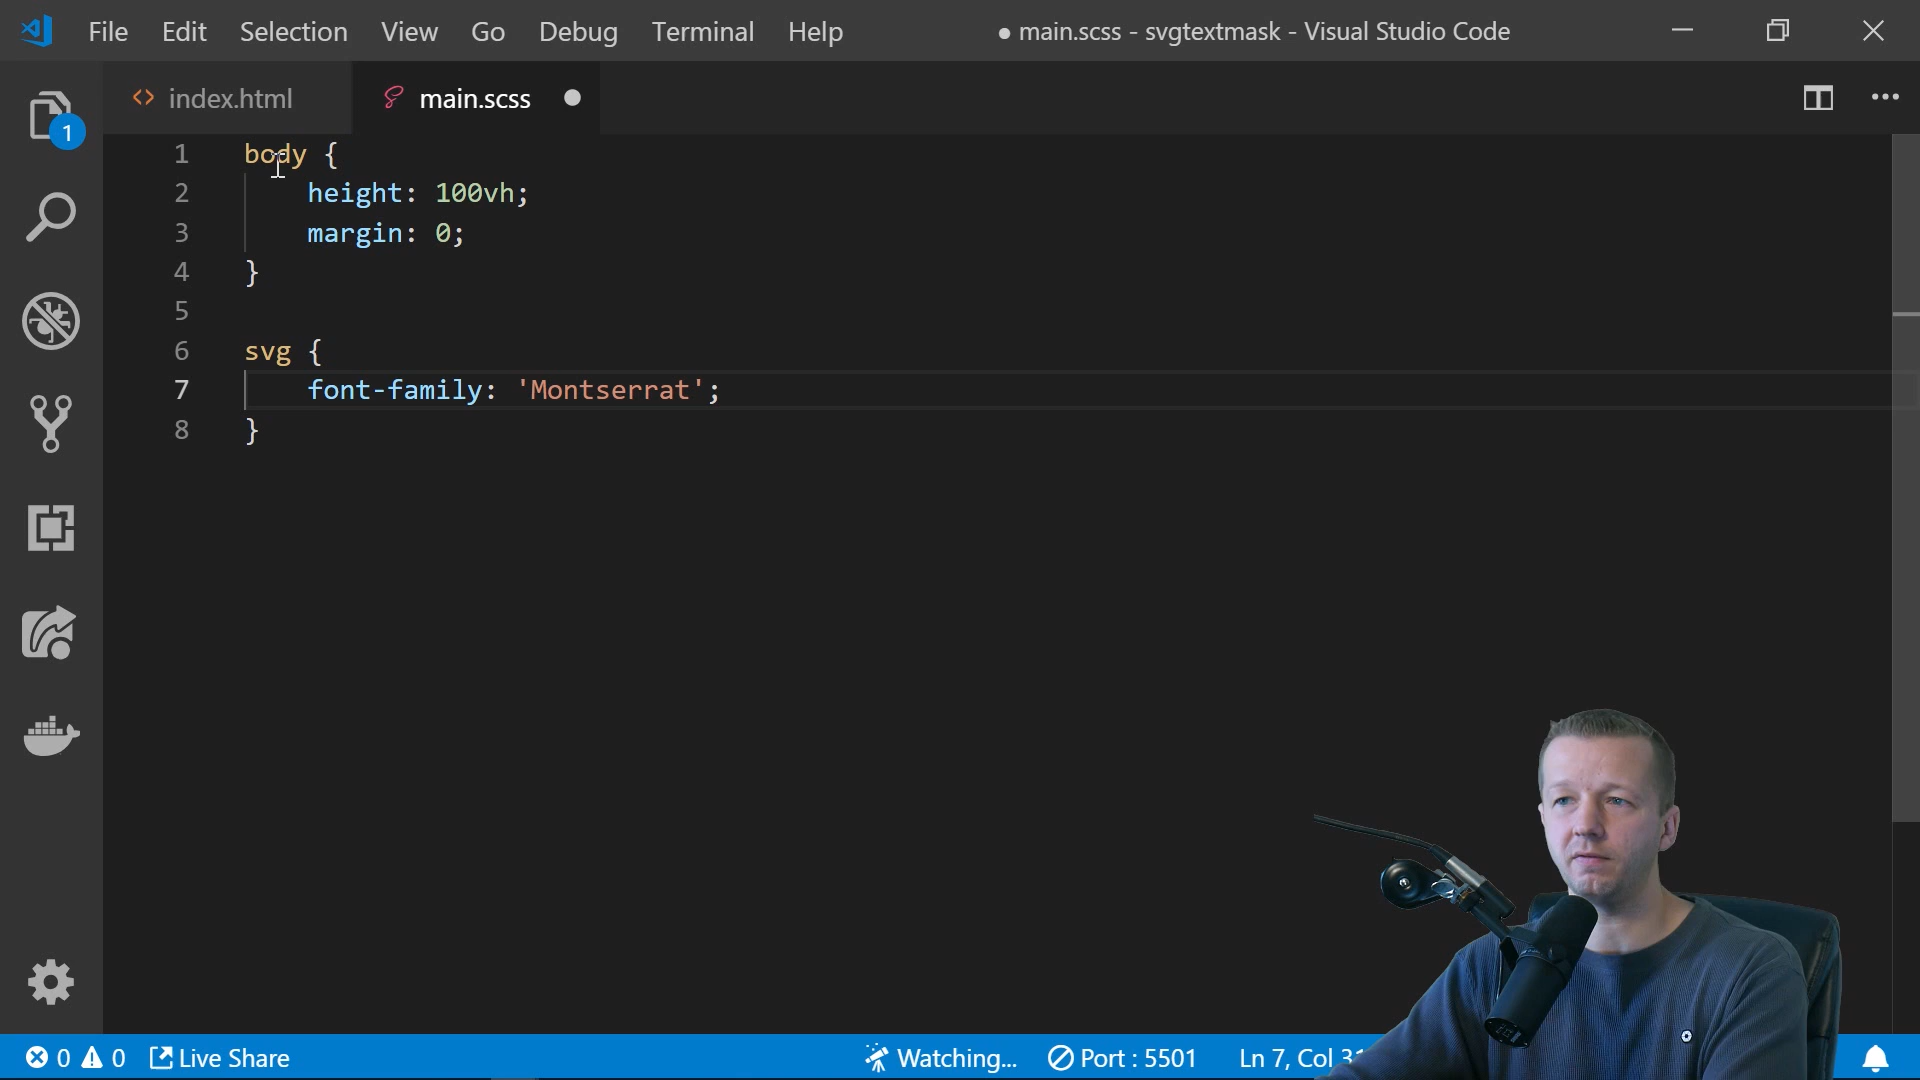 File Edit Selection View Go Debug Terminal Help ● main.scss - svgtextmask - Visual Studio Code
index.html main.scss
1
1 body {
2 height: 100vh;
3 margin: 0;
4 }
5
6 svg {
7 font-family: 'Montserrat';
8 }
0 0 Live Share Watching... Port : 5501 Ln 7, Col 31